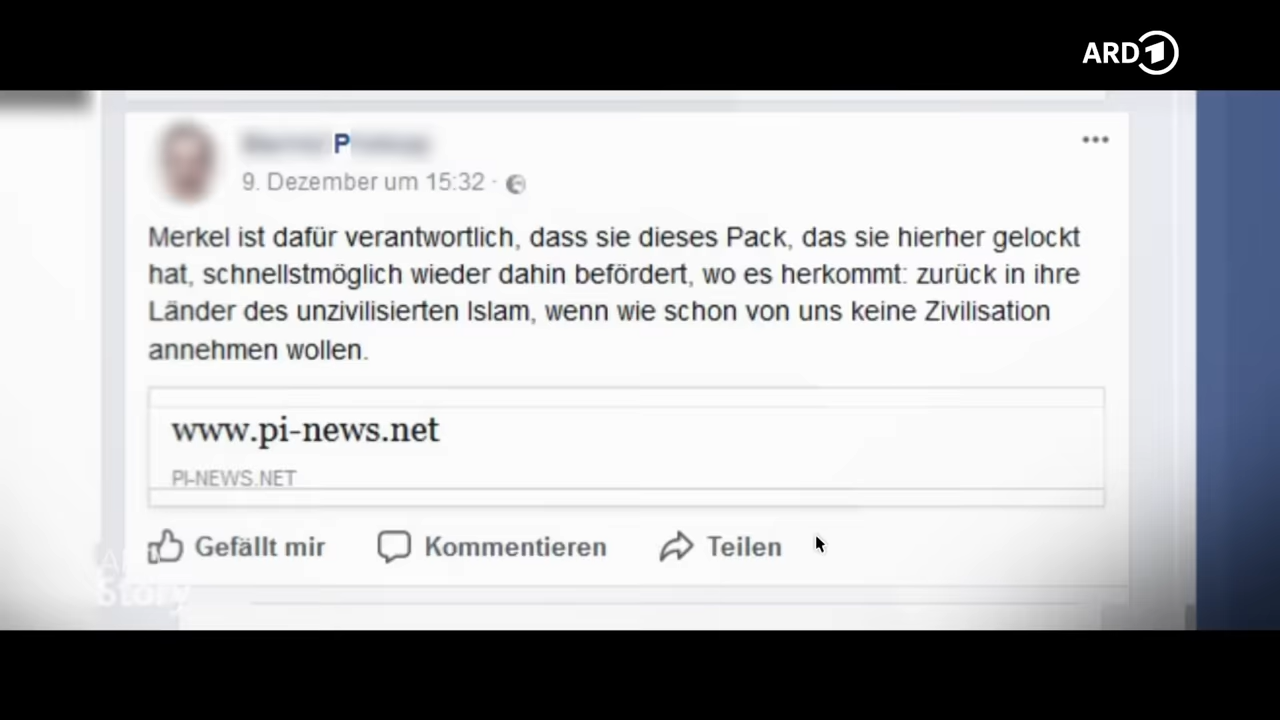 ARD 1
P
9. Dezember um 15:32 ·
Merkel ist dafür verantwortlich, dass sie dieses Pack, das sie hierher gelockt
hat, schnellstmöglich wieder dahin befördert, wo es herkommt: zurück in ihre
Länder des unzivilisierten Islam, wenn wie schon von uns keine Zivilisation
annehmen wollen.
www.pi-news.net
PI-NEWS.NET
Gefällt mir Kommentieren Teilen
Story